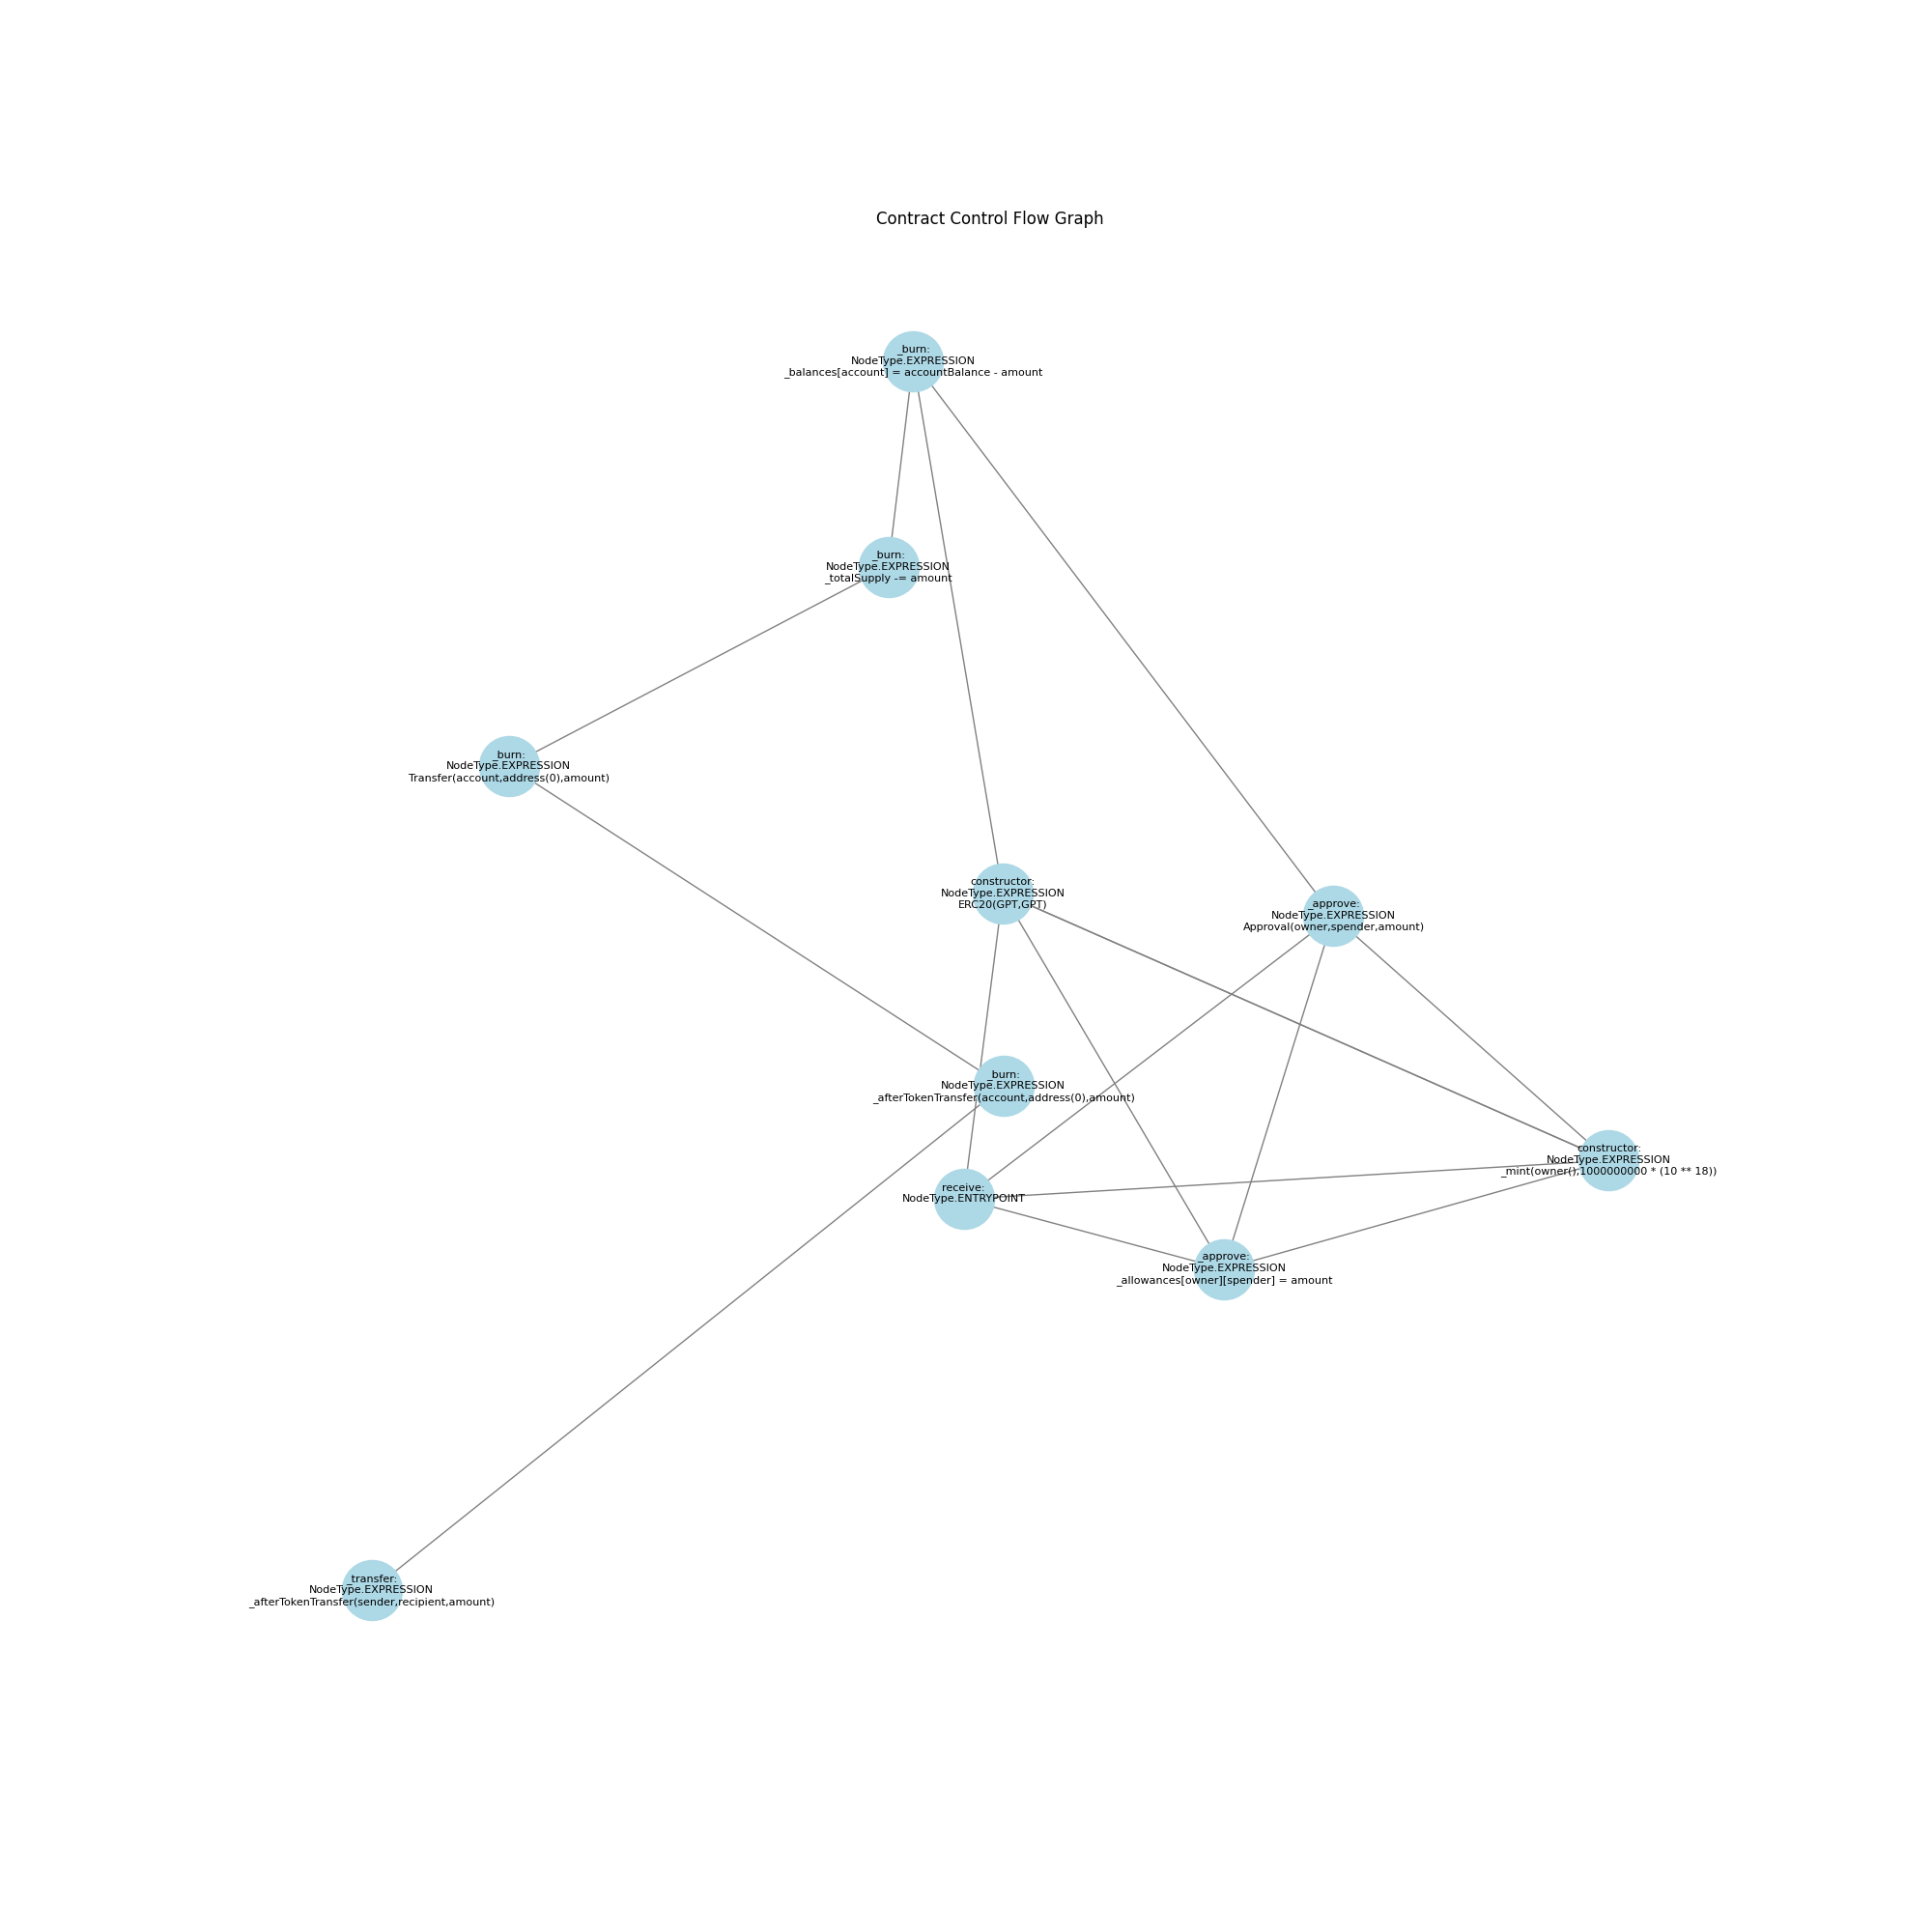 Contract Control Flow Graph
_burn:
NodeType.EXPRESSION
_balances[account] = accountBalance - amount
_burn:
NodeType.EXPRESSION
_totalSupply -= amount
_burn:
NodeType.EXPRESSION
Transfer(account,address(0),amount)
constructor:
NodeType.EXPRESSION
ERC20(GPT,GPT)
_approve:
NodeType.EXPRESSION
Approval(owner,spender,amount)
_burn:
NodeType.EXPRESSION
_afterTokenTransfer(account,address(0),amount)
constructor:
NodeType.EXPRESSION
_mint(owner(),1000000000 * (10 ** 18))
receive:
NodeType.ENTRYPOINT
_approve:
NodeType.EXPRESSION
_allowances[owner][spender] = amount
_transfer:
NodeType.EXPRESSION
_afterTokenTransfer(sender,recipient,amount)